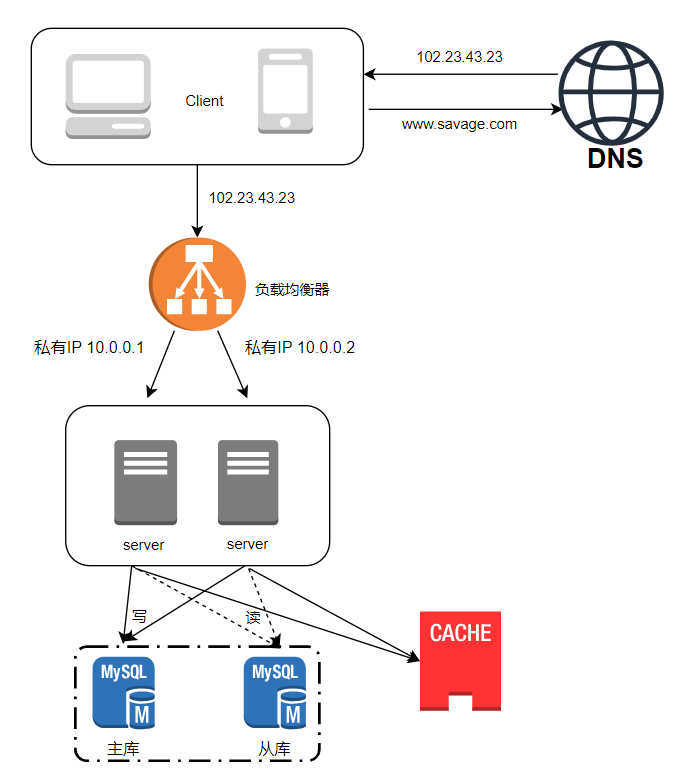 102.23.43.23
Client
www.savage.com
DNS
102.23.43.23
负载均衡器
私有IP 10.0.0.1
私有IP 10.0.0.2
server
server
写
读
CACHE
MySQL
M
MySQL
M
主库
从库